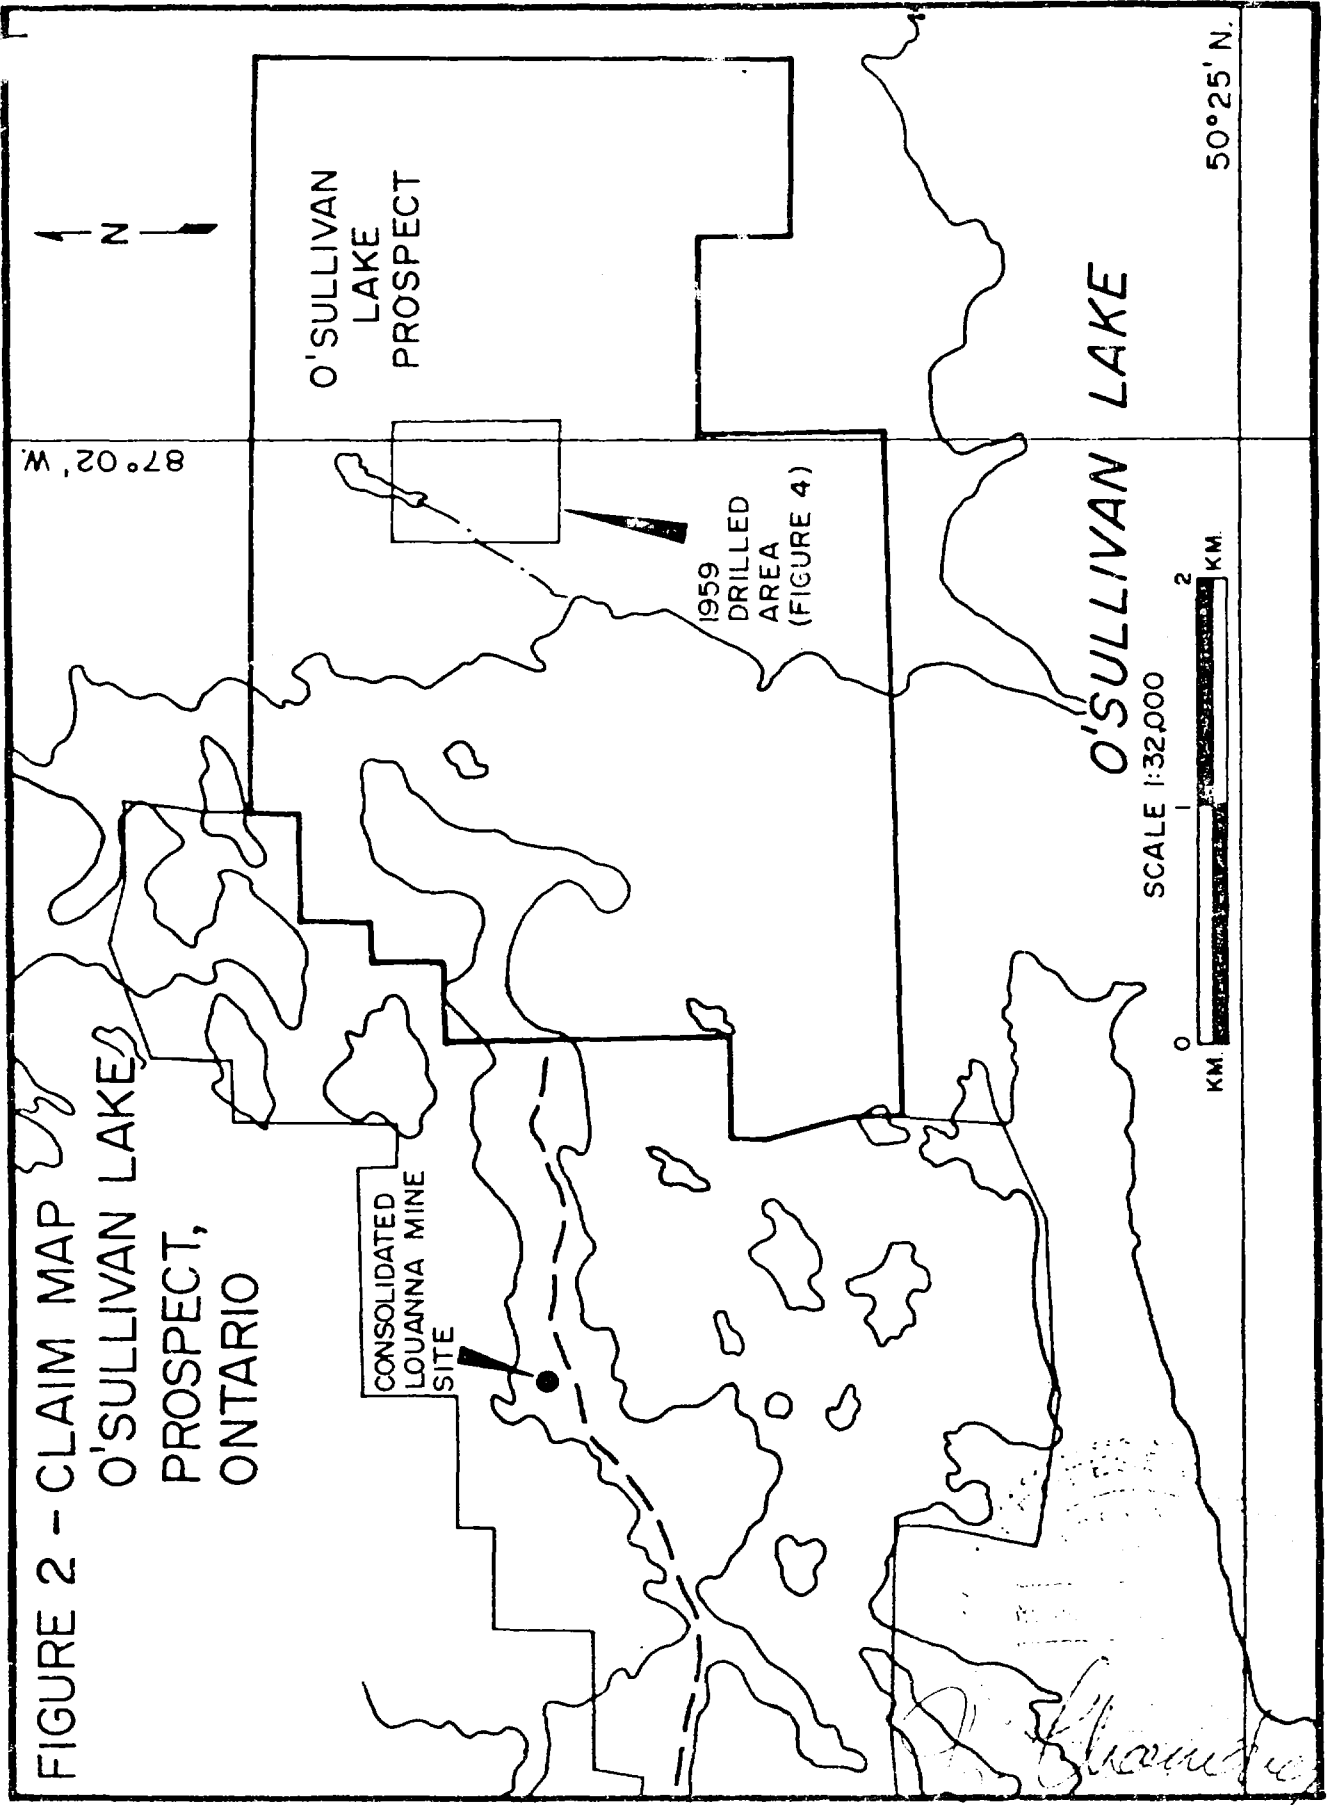 FIGURE 2 - CLAIM MAP
O'SULLIVAN LAKE
PROSPECT,
ONTARIO
87°02' W.
N
O'SULLIVAN
LAKE
PROSPECT
CONSOLIDATED
LOUANNA MINE
SITE
1959
DRILLED
AREA
(FIGURE 4)
O'SULLIVAN LAKE
SCALE 1:32,000
0 1 2
KM. KM.
50°25' N.